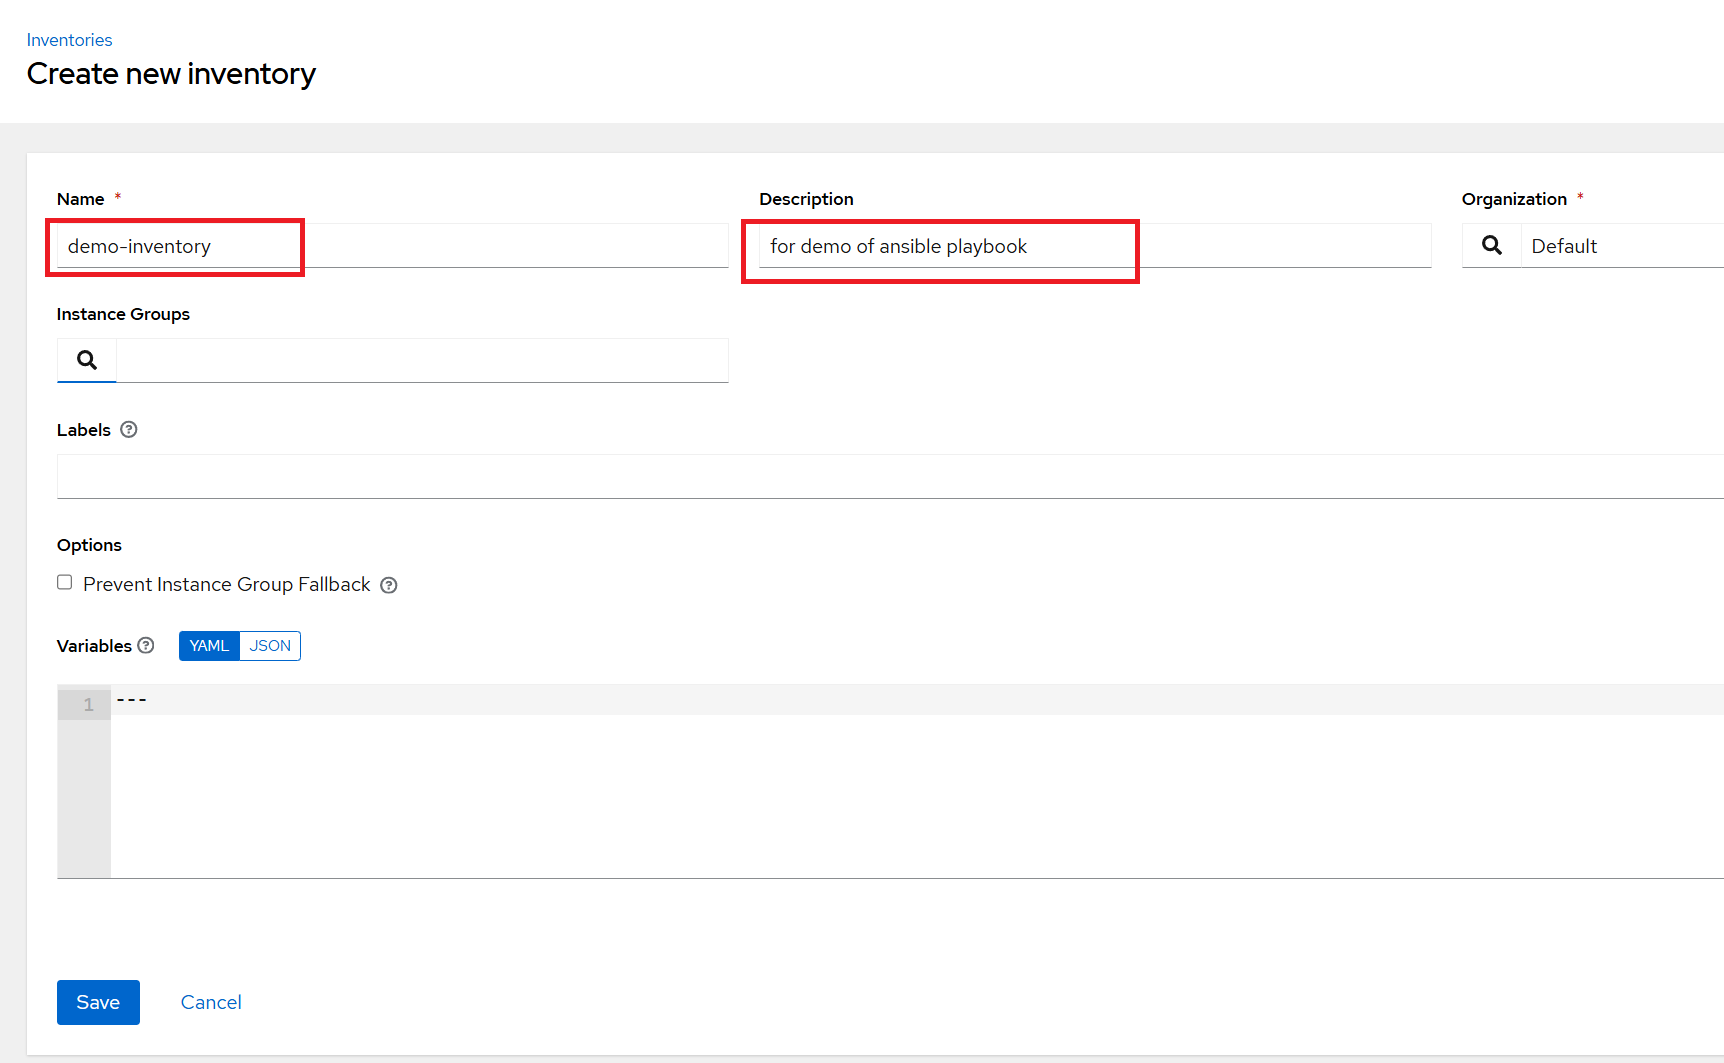 Inventories
Create new inventory
Name *
Description
Organization *
demo-inventory
for demo of ansible playbook
Default
Instance Groups
Labels
Options
Prevent Instance Group Fallback
Variables YAML JSON
1 ---
Save Cancel